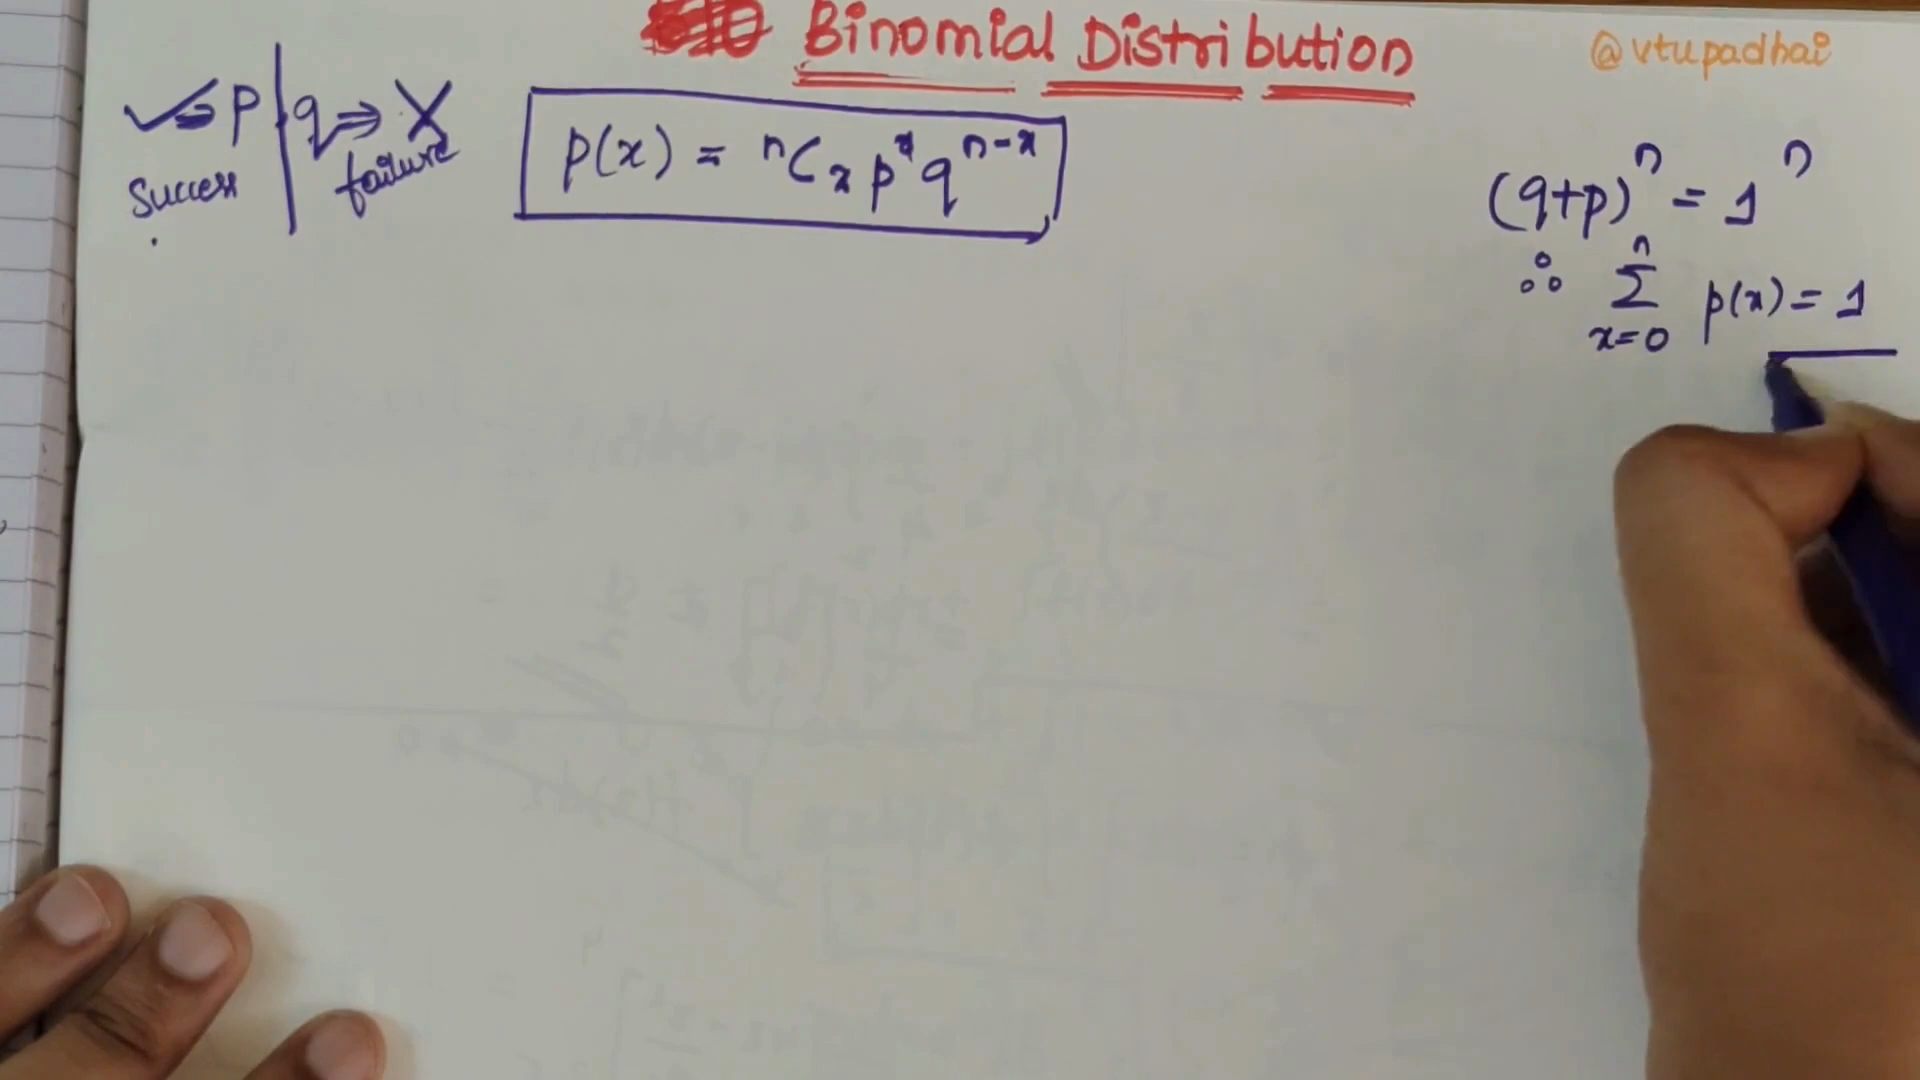 Binomial Distribution
@vtupadhai
✓ → p | q ⇒ X
Success failure
p(x) = ⁿCₓ pˣ qⁿ⁻ˣ
(q+p)ⁿ = 1ⁿ
∴ Σ p(x) = 1
n
x=0